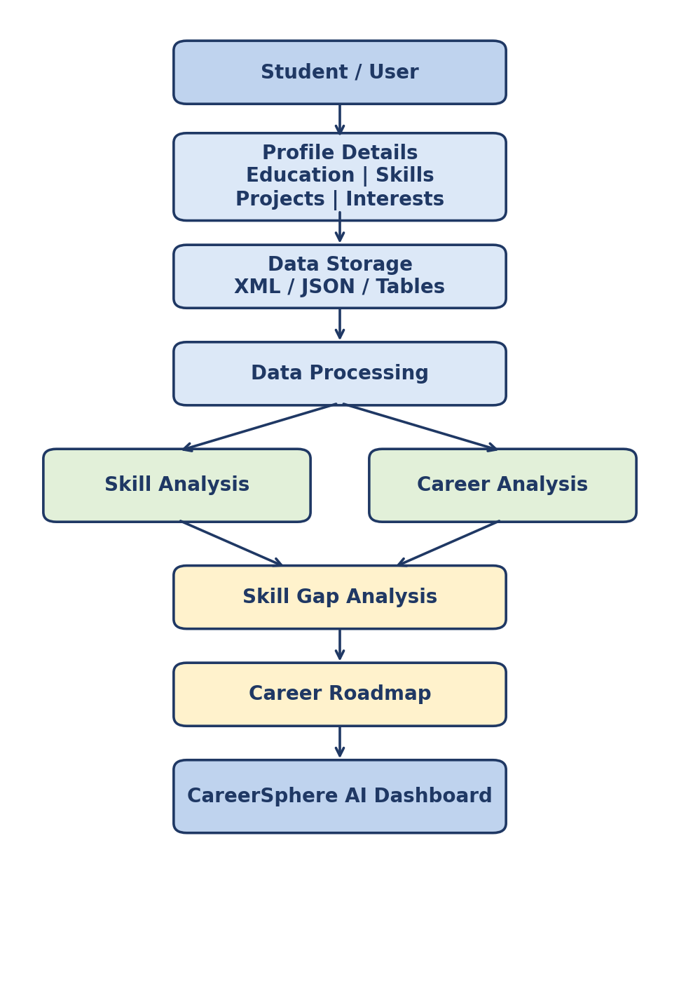 Student / User
Profile Details
Education | Skills
Projects | Interests
Data Storage
XML / JSON / Tables
Data Processing
Skill Analysis
Career Analysis
Skill Gap Analysis
Career Roadmap
CareerSphere AI Dashboard